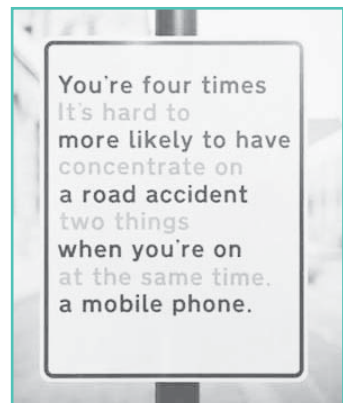 You're four times
It's hard to
more likely to have
concentrate on
a road accident
two things
when you're on
at the same time.
a mobile phone.